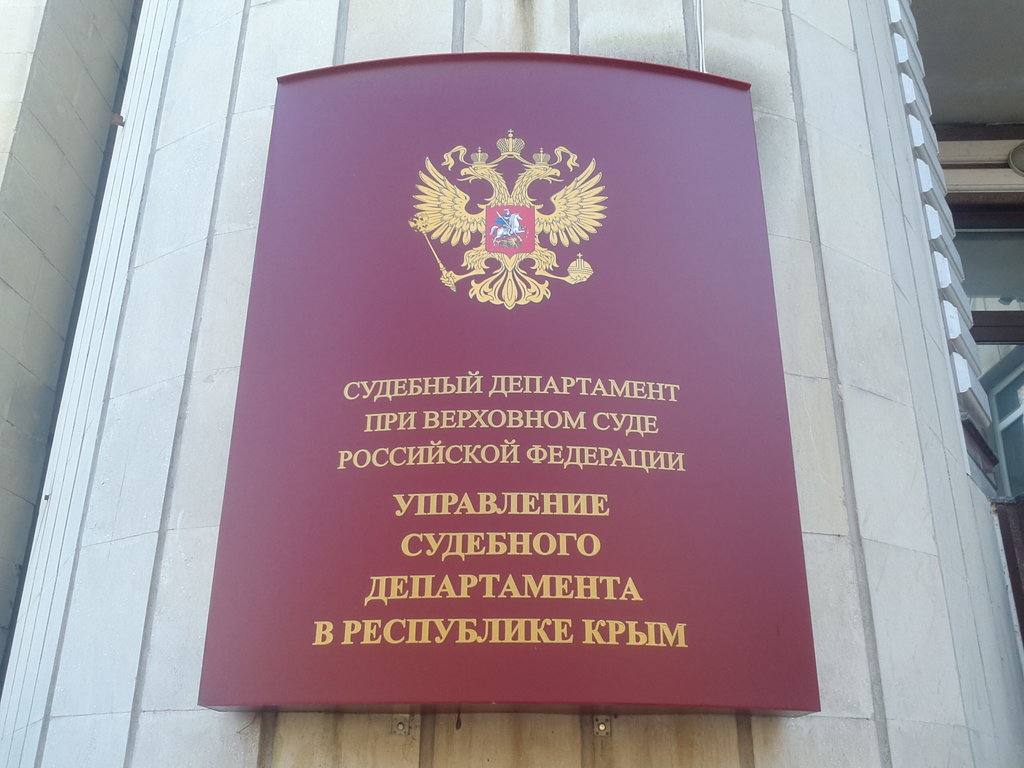 СУДЕБНЫЙ ДЕПАРТАМЕНТ
ПРИ ВЕРХОВНОМ СУДЕ
РОССИЙСКОЙ ФЕДЕРАЦИИ
УПРАВЛЕНИЕ
СУДЕБНОГО
ДЕПАРТАМЕНТА
В РЕСПУБЛИКЕ КРЫМ